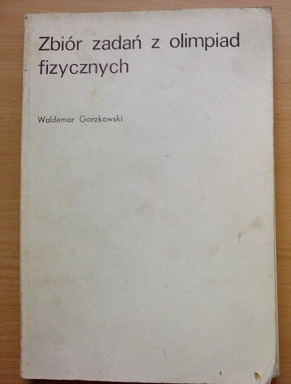 Zbiór zadań z olimpiad
fizycznych
Waldemar Gorzkowski